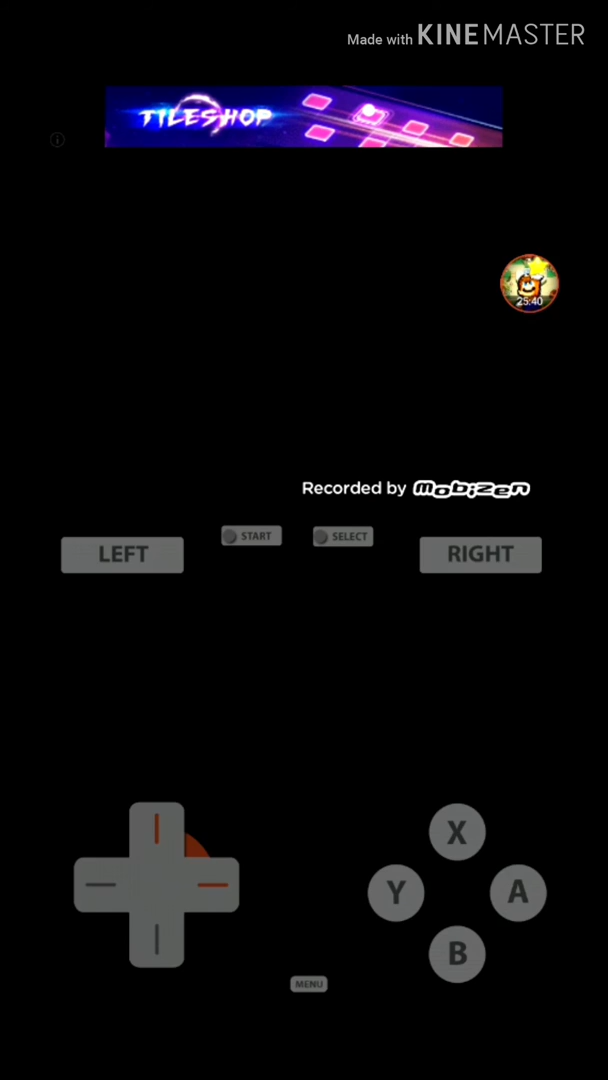 Made with KINEMASTER
TILESHOP
25:40
Recorded by mobizen
START SELECT
LEFT RIGHT
X
Y A
B
MENU